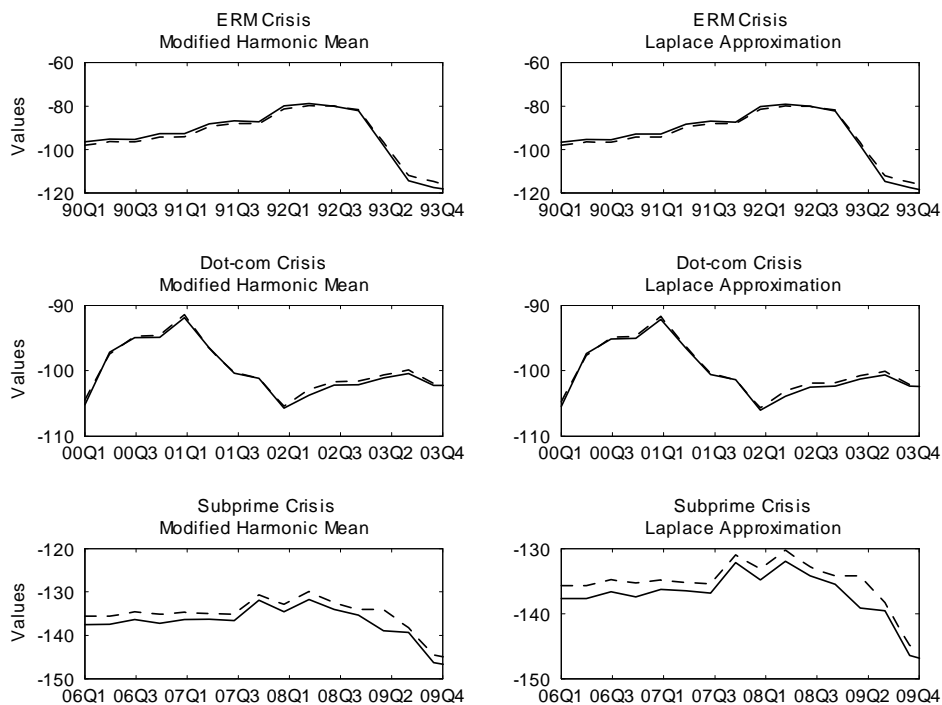 ERM Crisis
Modified Harmonic Mean
Values
-60
-80
-100
-120
90Q1 90Q3 91Q1 91Q3 92Q1 92Q3 93Q2 93Q4
ERM Crisis
Laplace Approximation
-60
-80
-100
-120
90Q1 90Q3 91Q1 91Q3 92Q1 92Q3 93Q2 93Q4
Dot-com Crisis
Modified Harmonic Mean
Values
-90
-100
-110
00Q1 00Q3 01Q1 01Q3 02Q1 02Q3 03Q2 03Q4
Dot-com Crisis
Laplace Approximation
-90
-100
-110
00Q1 00Q3 01Q1 01Q3 02Q1 02Q3 03Q2 03Q4
Subprime Crisis
Modified Harmonic Mean
Values
-120
-130
-140
-150
06Q1 06Q3 07Q1 07Q3 08Q1 08Q3 09Q2 09Q4
Subprime Crisis
Laplace Approximation
-130
-140
-150
06Q1 06Q3 07Q1 07Q3 08Q1 08Q3 09Q2 09Q4